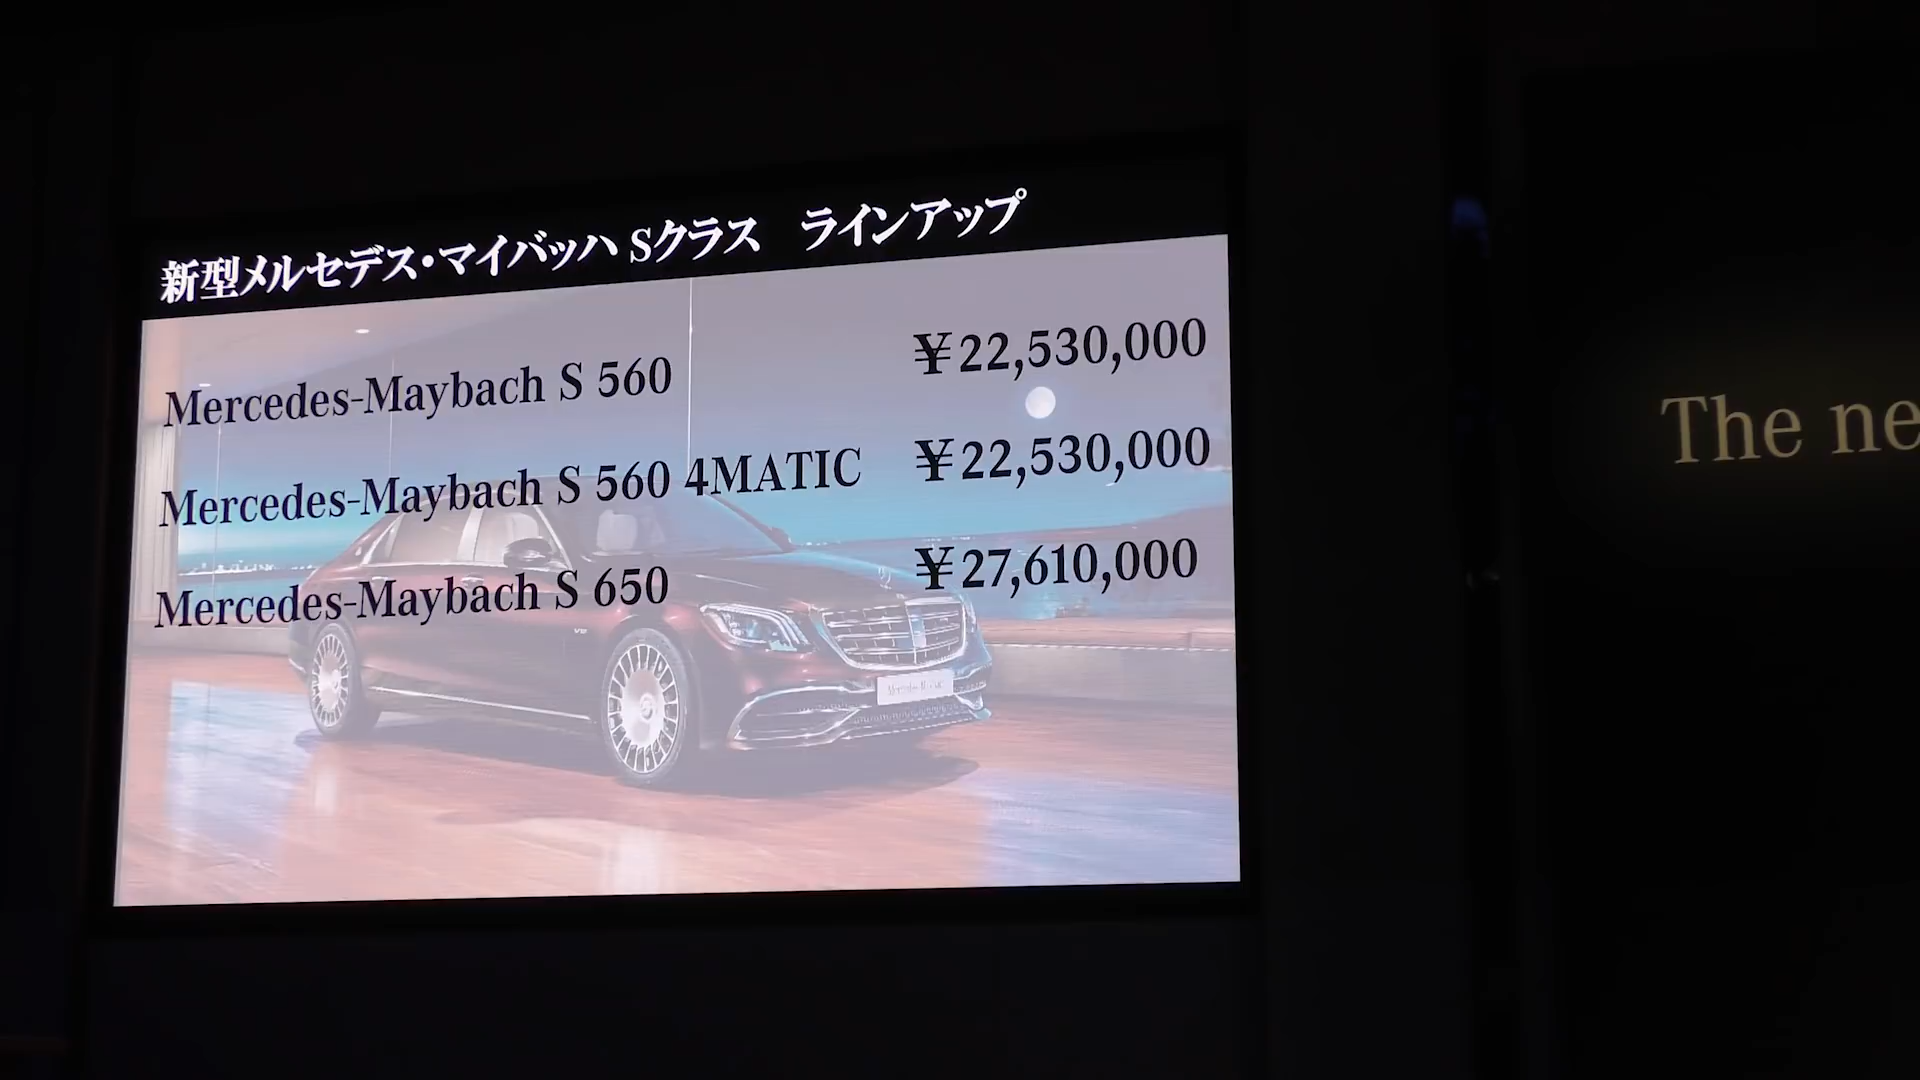 新型メルセデス・マイバッハ Sクラス ラインアップ
Mercedes-Maybach S 560 ¥22,530,000
Mercedes-Maybach S 560 4MATIC ¥22,530,000
Mercedes-Maybach S 650 ¥27,610,000
The ne